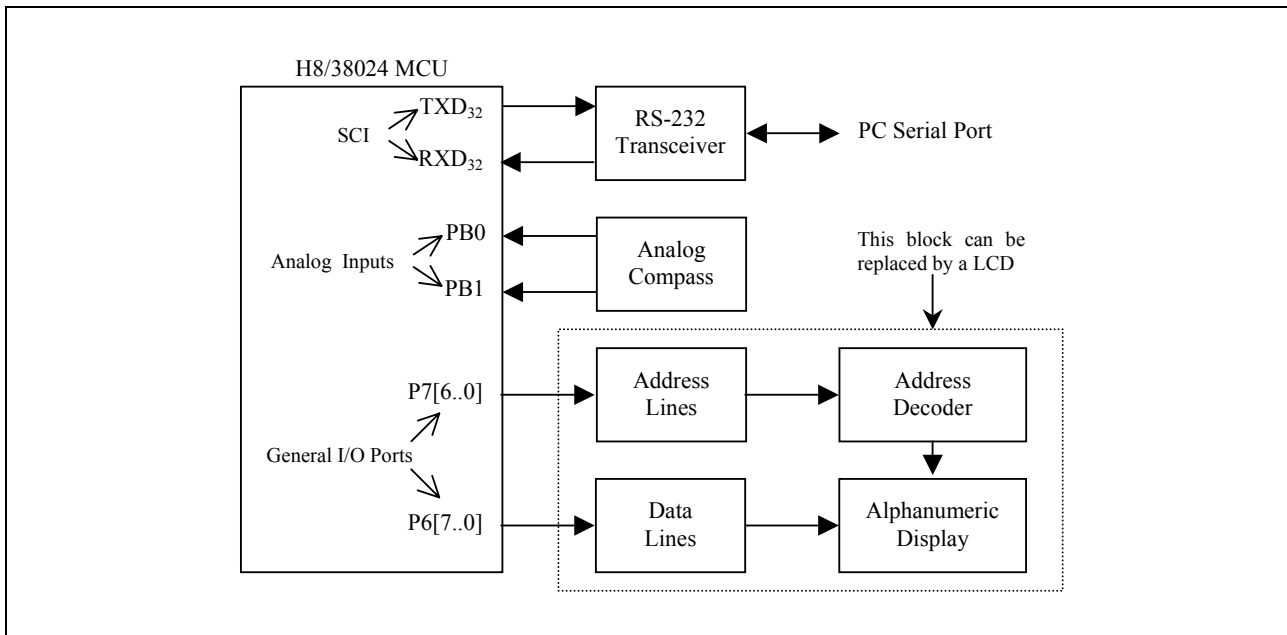 H8/38024 MCU
TXD32
SCI
RXD32
RS-232
Transceiver
PC Serial Port
PB0
Analog Inputs
PB1
Analog
Compass
This block can be
replaced by a LCD
P7[6..0]
General I/O Ports
P6[7..0]
Address
Lines
Address
Decoder
Data
Lines
Alphanumeric
Display